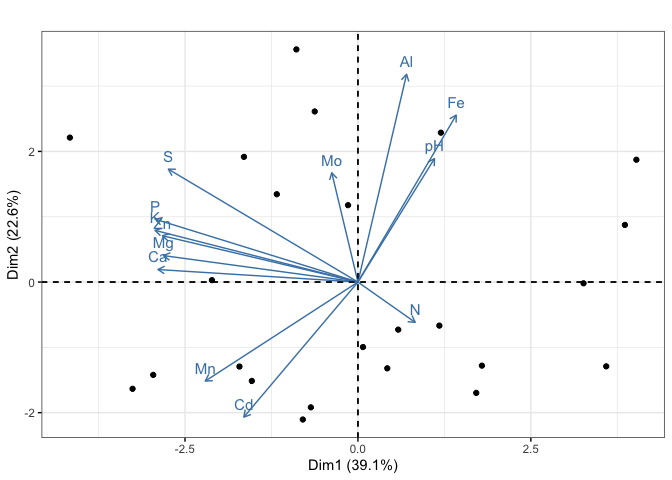 Al
Fe
pH
Mo
S
P
K
Zn
Mg
Ca
N
Mn
Cd
2
0
-2
-2.5
0.0
2.5
Dim1 (39.1%)
Dim2 (22.6%)